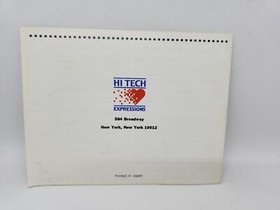 HI TECH
EXPRESSIONS
584 Broadway
New York, New York 10012